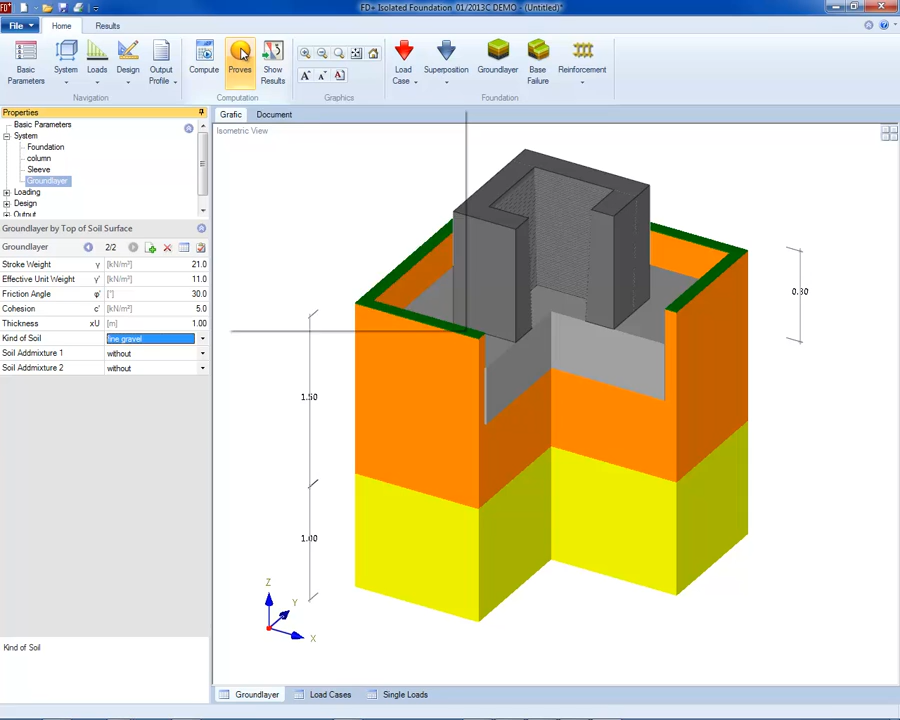 FD+ Isolated Foundation 01/2013C DEMO - (Untitled)*
File Home Results
Basic Parameters System Loads Design Output Profile Compute Proves Show Results Load Case Superposition Groundlayer Base Failure Reinforcement
Navigation Computation Graphics Foundation
Properties
Grafic Document
Basic Parameters
System
Foundation
column
Sleeve
Groundlayer
Loading
Design
Output
Isometric View
Groundlayer by Top of Soil Surface
Groundlayer 2/2
Stroke Weight γ [kN/m³] 21.0
Effective Unit Weight γ' [kN/m³] 11.0
Friction Angle φ' [°] 30.0
Cohesion c' [kN/m²] 5.0
Thickness xU [m] 1.00
Kind of Soil fine gravel
Soil Addmixture 1 without
Soil Addmixture 2 without
0.80
1.50
1.00
Z
Y
X
Kind of Soil
Groundlayer Load Cases Single Loads